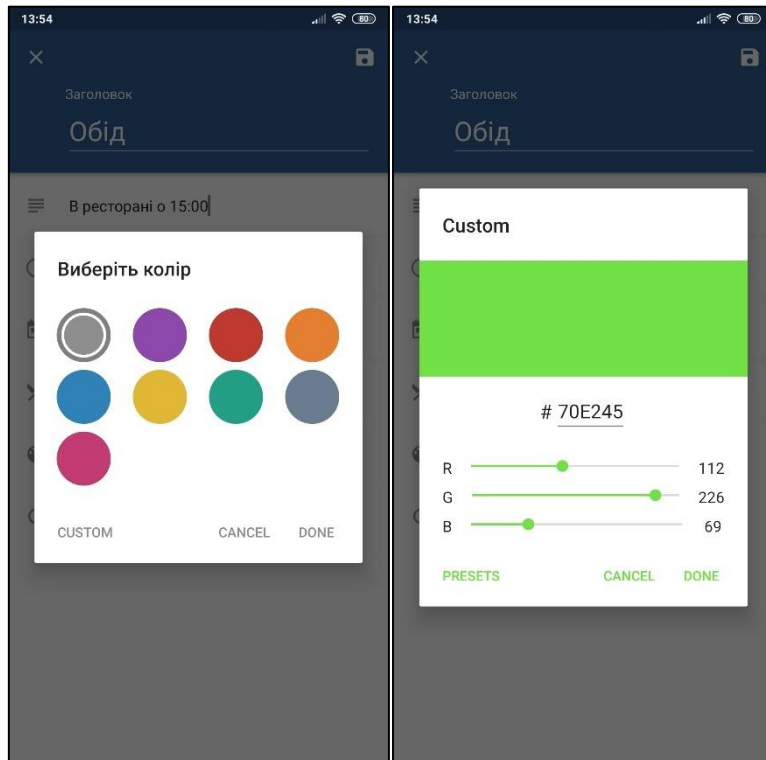 13:54
80
Заголовок
Обід
В ресторані о 15:00
Виберіть колір
CUSTOM CANCEL DONE
13:54
80
Заголовок
Обід
Custom
# 70E245
R 112
G 226
B 69
PRESETS CANCEL DONE